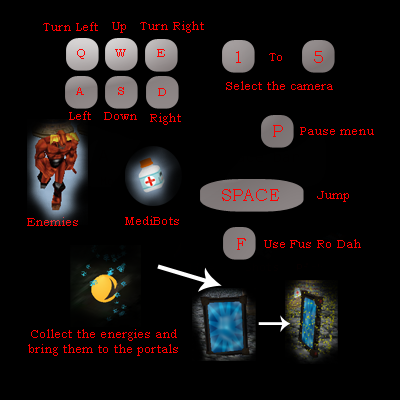 Turn Left Up Turn Right
Q W E
1 To 5
A S D
Select the camera
Left Down Right
P Pause menu
SPACE Jump
Enemies MediBots
F Use Fus Ro Dah
Collect the energies and
bring them to the portals